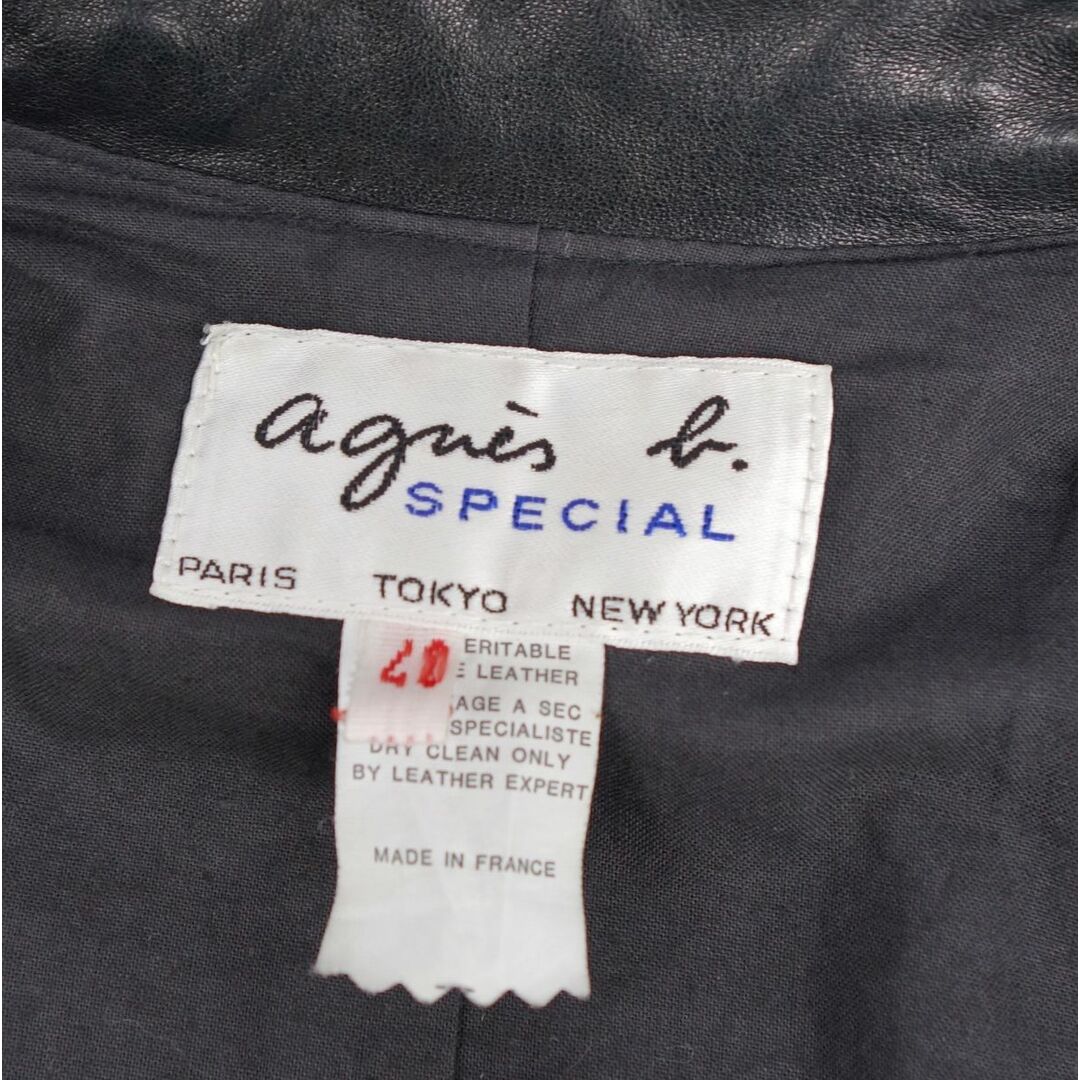 agnès b.
SPECIAL
PARIS TOKYO NEW YORK
ERITABLE
E LEATHER
AGE A SEC
SPECIALISTE
DRY CLEAN ONLY
BY LEATHER EXPERT
MADE IN FRANCE